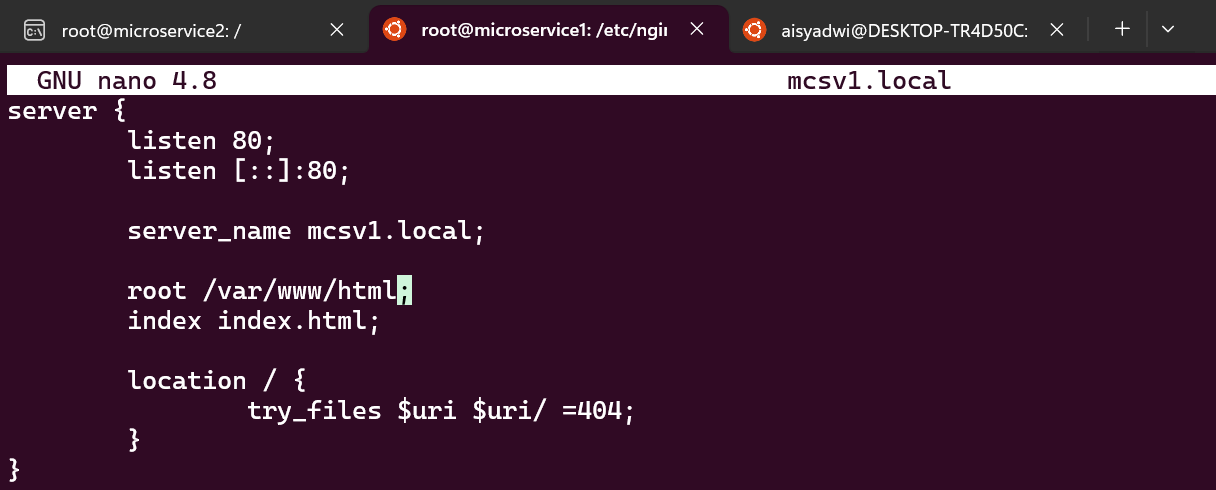 root@microservice2: /
root@microservice1: /etc/ngin
aisyadwi@DESKTOP-TR4D50C:
GNU nano 4.8 mcsv1.local
server {
listen 80;
listen [::]:80;
server_name mcsv1.local;
root /var/www/html;
index index.html;
location / {
try_files $uri $uri/ =404;
}
}